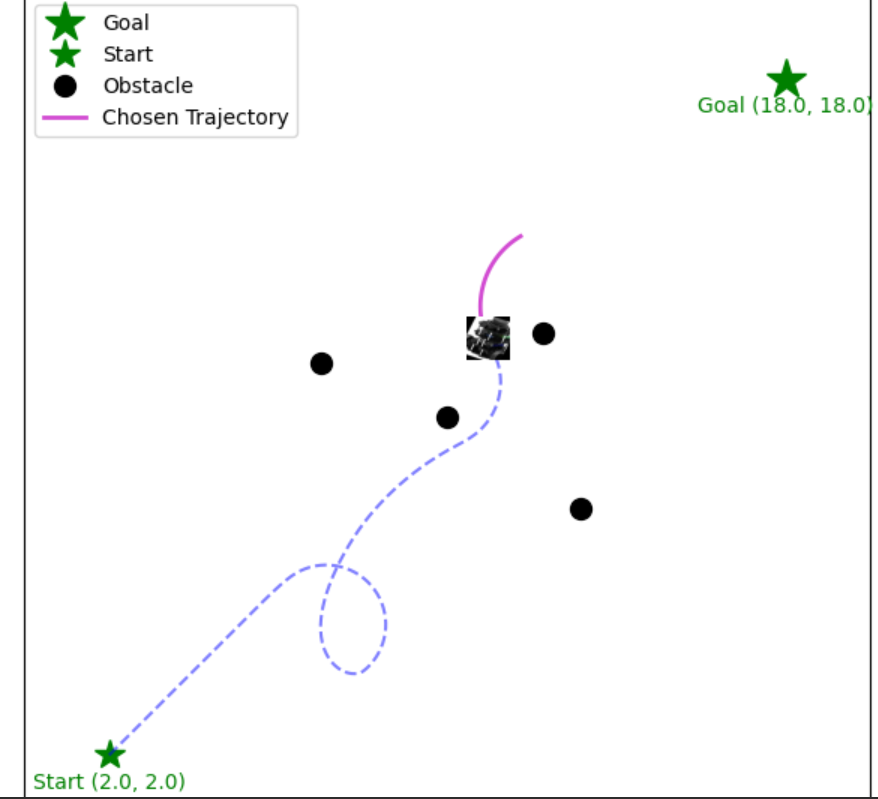 Goal
Start
Obstacle
Chosen Trajectory
Goal (18.0, 18.0)
Start (2.0, 2.0)